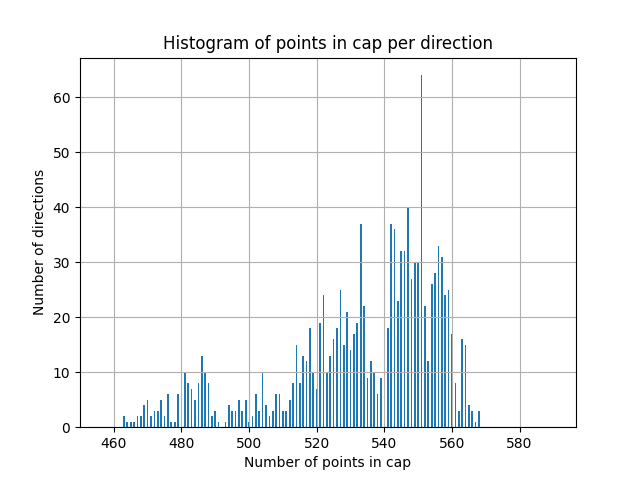 Histogram of points in cap per direction
60
50
40
30
20
10
0
Number of directions
460 480 500 520 540 560 580
Number of points in cap